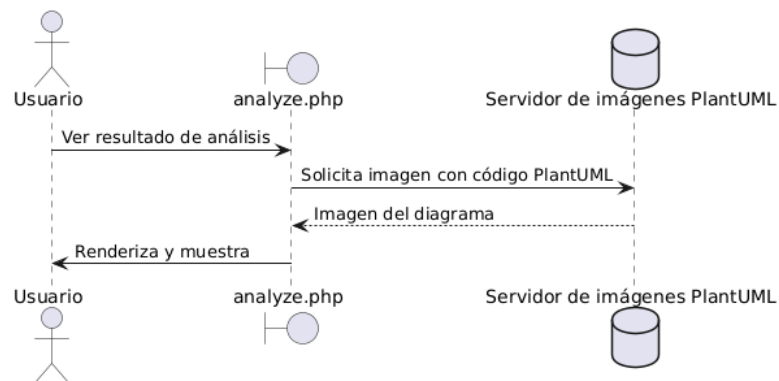 Usuario
analyze.php
Servidor de imágenes PlantUML
Ver resultado de análisis
Solicita imagen con código PlantUML
Imagen del diagrama
Renderiza y muestra
Usuario
analyze.php
Servidor de imágenes PlantUML